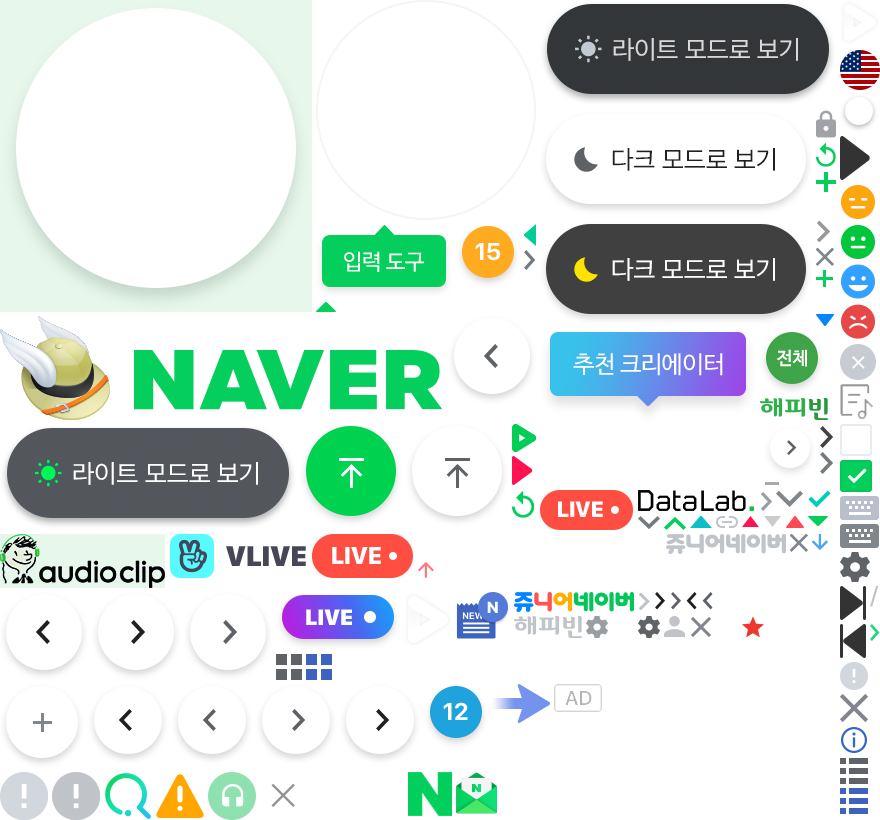 라이트 모드로 보기
다크 모드로 보기
입력 도구
15
다크 모드로 보기
NAVER
추천 크리에이터
전체
해피빈
라이트 모드로 보기
LIVE
DataLab.
쥬니어네이버
audioclip
VLIVE
LIVE
LIVE
NEWS
N
쥬니어네이버
해피빈
12
AD
N
N